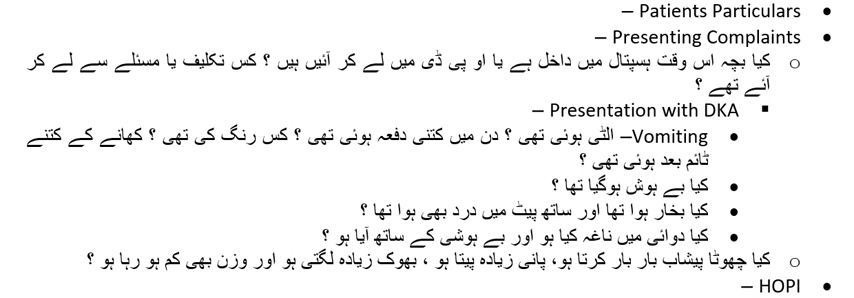 • Patients Particulars –
• Presenting Complaints –
○ کیا بچہ اس وقت ہسپتال میں داخل ہے یا او پی ڈی میں لے کر آئیں ہیں ؟ کس تکلیف یا مسئلے سے لے کر
آئے تھے ؟
▪ Presentation with DKA –
• Vomiting– الٹی ہوئی تھی ؟ دن میں کتنی دفعہ ہوئی تھی ؟ کس رنگ کی تھی ؟ کھانے کے کتنے
ٹائم بعد ہوئی تھی ؟
• کیا بے ہوش ہوگیا تھا ؟
• کیا بخار ہوا تھا اور ساتھ پیٹ میں درد بھی ہوا تھا ؟
• کیا دوائی میں ناغہ کیا ہو اور بے ہوشی کے ساتھ آیا ہو ؟
○ کیا چھوٹا پیشاب بار بار کرتا ہو، پانی زیادہ پیتا ہو ، بھوک زیادہ لگتی ہو اور وزن بھی کم ہو رہا ہو ؟
• HOPI –